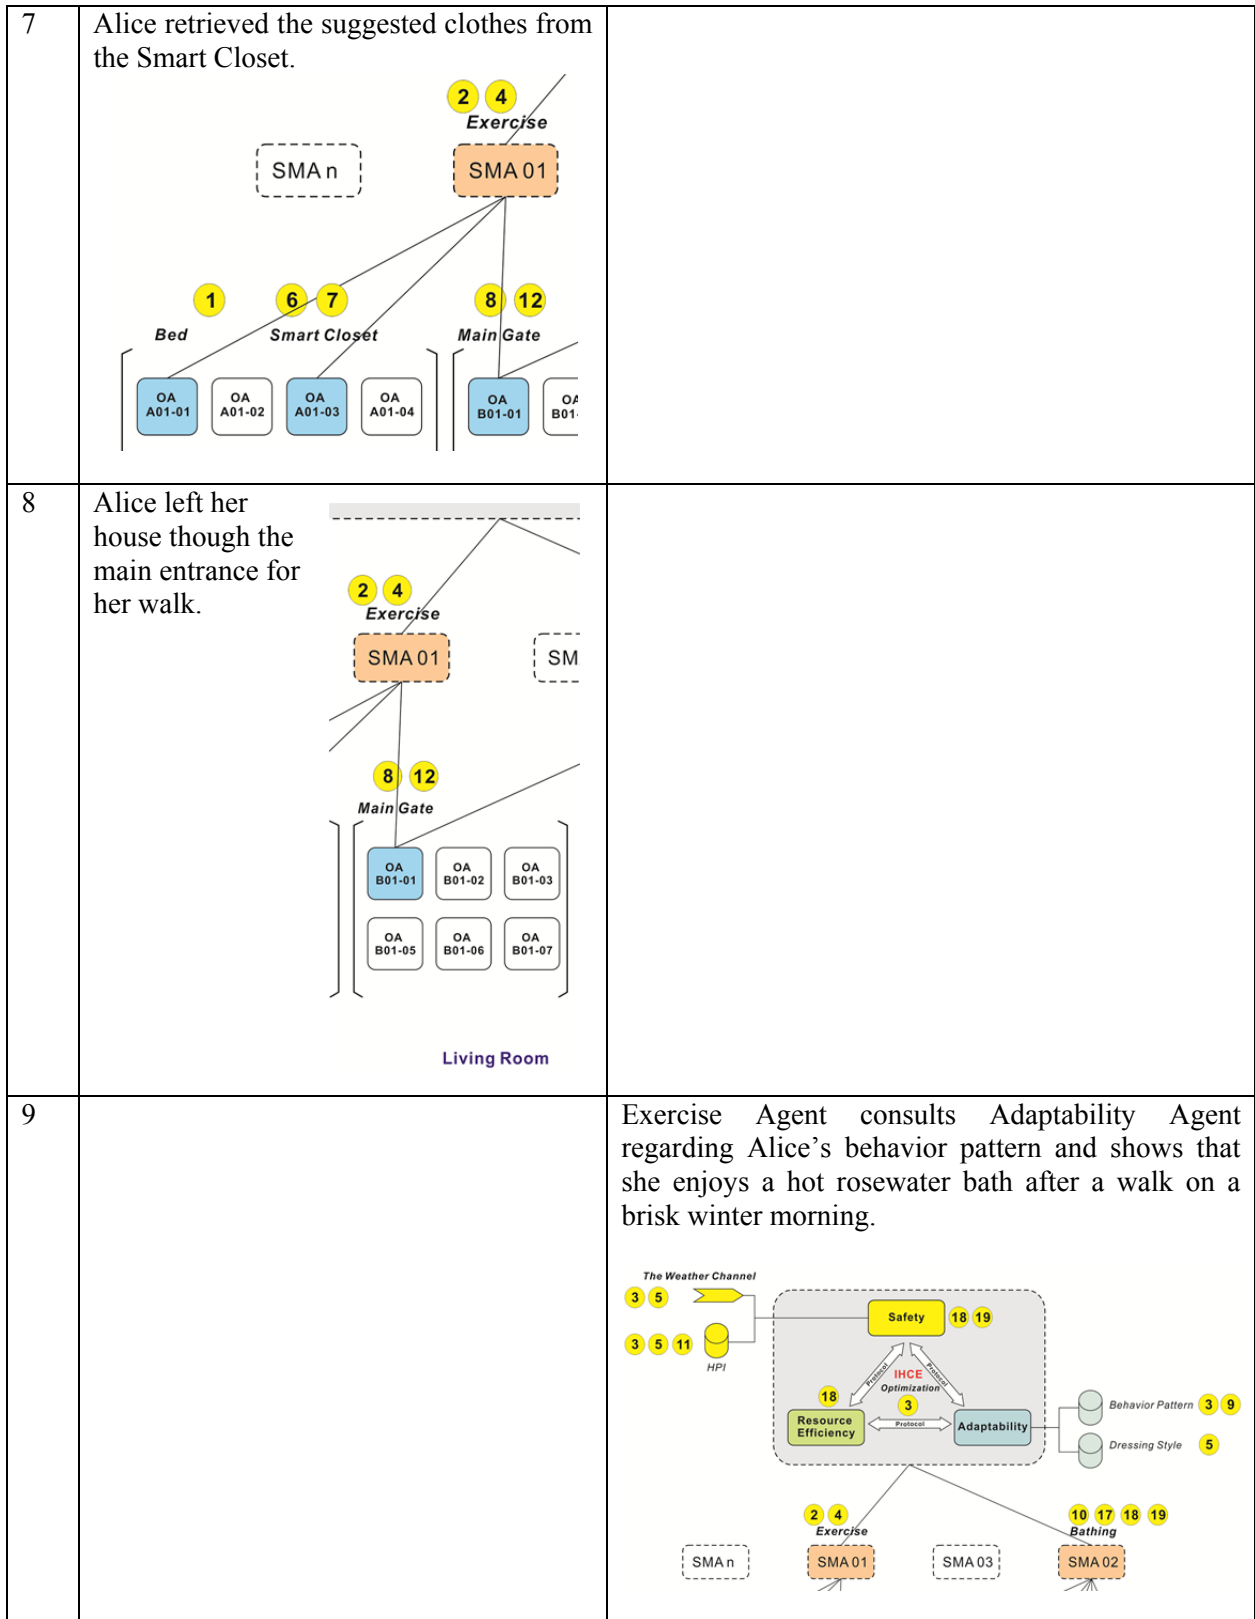 7
Alice retrieved the suggested clothes from
the Smart Closet.
2 4
Exercise
SMA n
SMA 01
1
6 7
8 12
Bed
Smart Closet
Main Gate
OA
A01-01
OA
A01-02
OA
A01-03
OA
A01-04
OA
B01-01
OA
B01-
8
Alice left her
house though the
main entrance for
her walk.
2 4
Exercise
SMA 01
SM
8 12
Main Gate
OA
B01-01
OA
B01-02
OA
B01-03
OA
B01-05
OA
B01-06
OA
B01-07
Living Room
9
Exercise Agent consults Adaptability Agent
regarding Alice’s behavior pattern and shows that
she enjoys a hot rosewater bath after a walk on a
brisk winter morning.
The Weather Channel
3 5
3 5 11
HPI
Safety
18 19
Protocol
Protocol
IHCE
Optimization
3
18
Resource
Efficiency
Protocol
Adaptability
Behavior Pattern 3 9
Dressing Style 5
2 4
Exercise
10 17 18 19
Bathing
SMA n
SMA 01
SMA 03
SMA 02